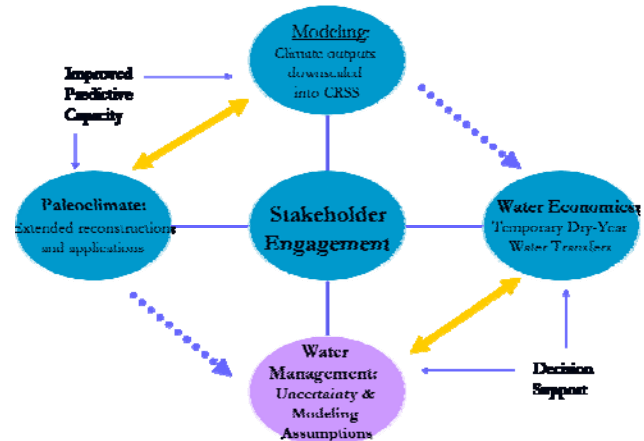 Modeling:
Climate outputs
downscaled
into CRSS
Improved
Predictive
Capacity
Paleoclimate:
Extended reconstructions
and applications
Stakeholder
Engagement
Water Economics:
Temporary Dry-Year
Water Transfers
Water
Management:
Uncertainty &
Modeling
Assumptions
Decision
Support